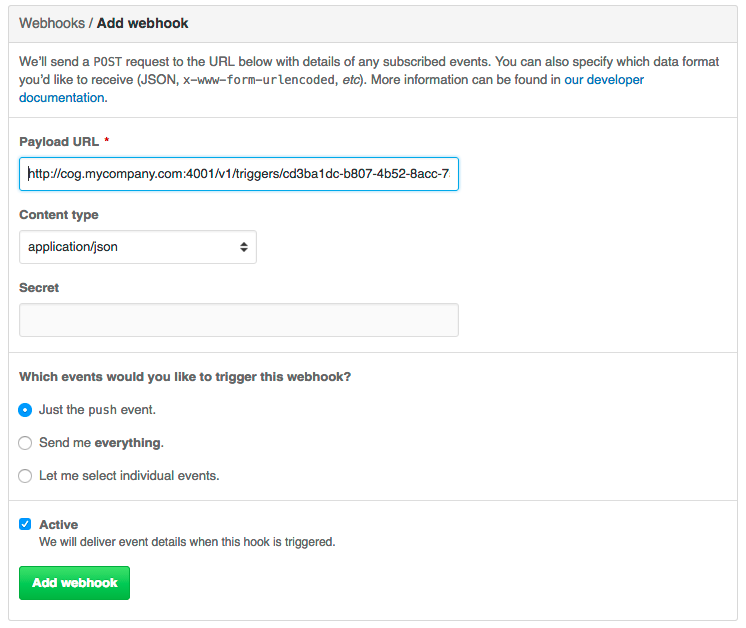 Webhooks / Add webhook
We'll send a POST request to the URL below with details of any subscribed events. You can also specify which data format
you'd like to receive (JSON, x-www-form-urlencoded, etc). More information can be found in our developer
documentation.
Payload URL *
http://cog.mycompany.com:4001/v1/triggers/cd3ba1dc-b807-4b52-8acc-7
Content type
application/json
Secret
Which events would you like to trigger this webhook?
Just the push event.
Send me everything.
Let me select individual events.
Active
We will deliver event details when this hook is triggered.
Add webhook